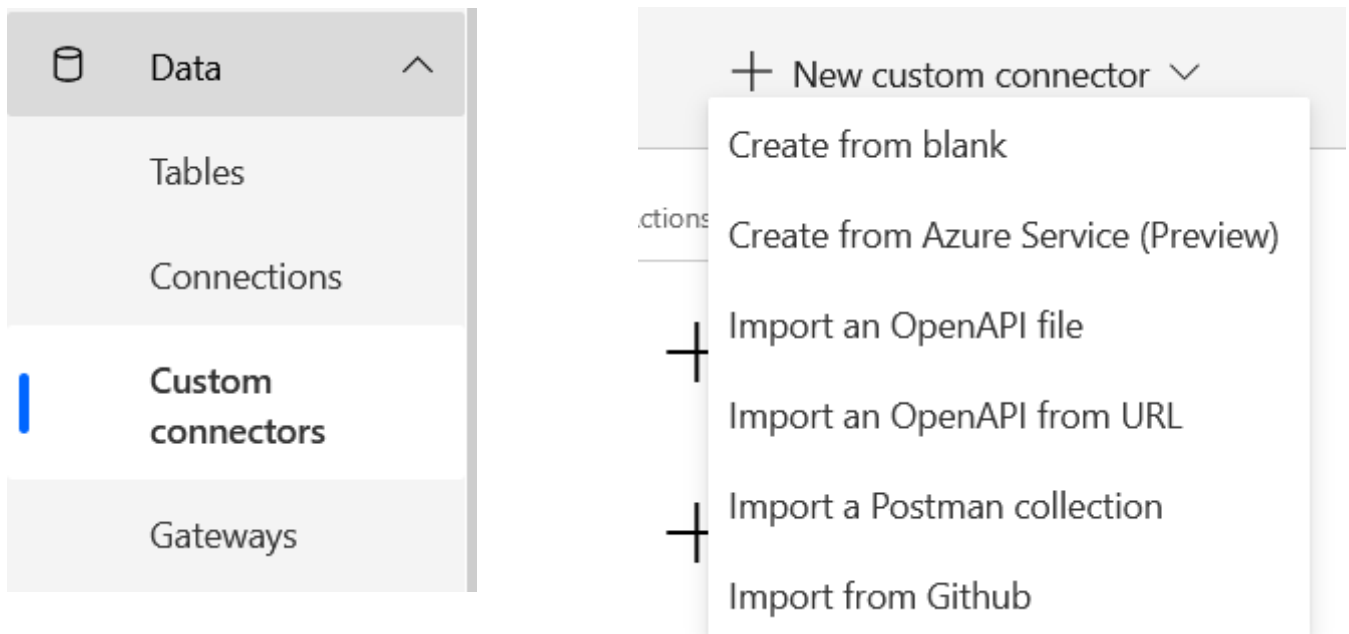 Data
Tables
Connections
Custom
connectors
Gateways
New custom connector
Create from blank
ctions
Create from Azure Service (Preview)
Import an OpenAPI file
Import an OpenAPI from URL
Import a Postman collection
Import from Github